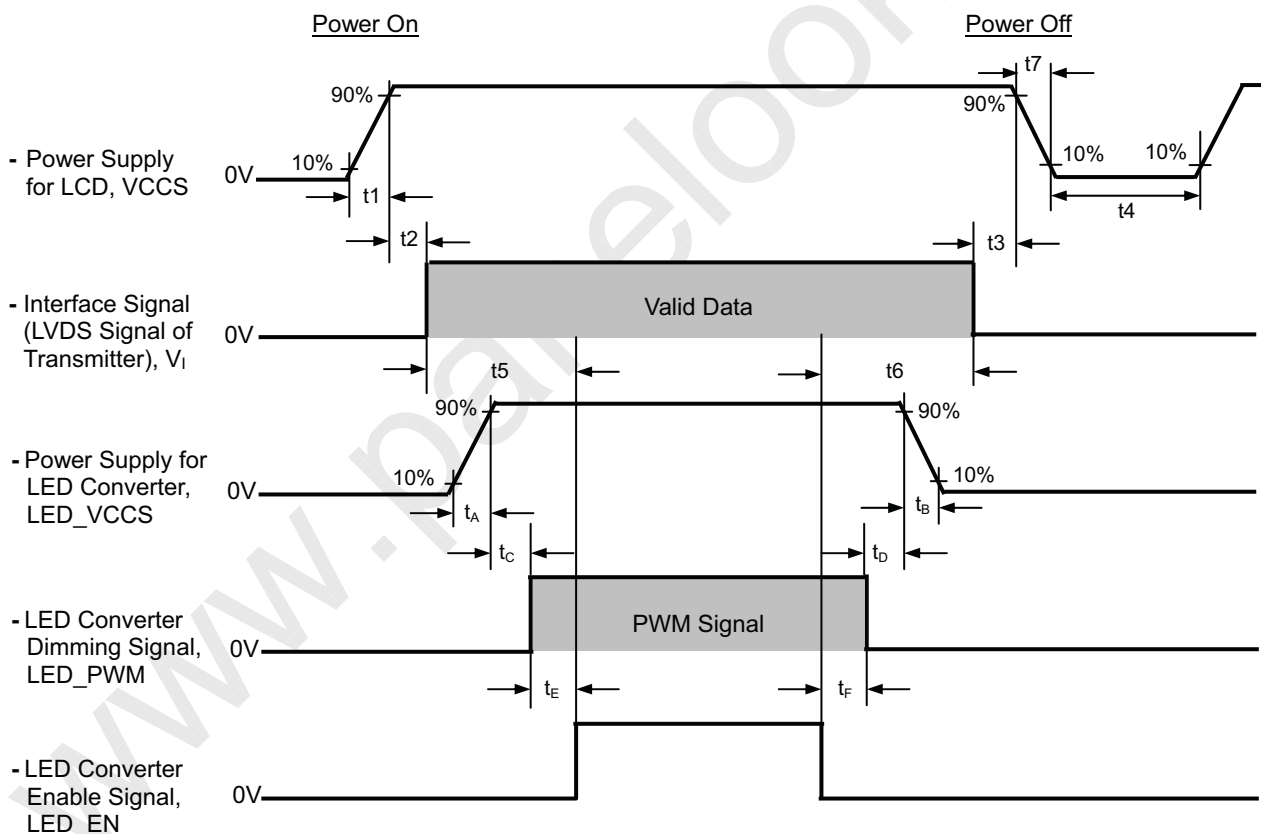 Power On
Power Off
t7
90%
90%
- Power Supply
for LCD, VCCS
10%
10%
10%
0V
t1
t4
t2
t3
- Interface Signal
(LVDS Signal of
Transmitter), VI
Valid Data
0V
t5
t6
90%
90%
- Power Supply for
LED Converter,
LED_VCCS
10%
10%
0V
tA
tB
tC
tD
- LED Converter
Dimming Signal,
LED_PWM
PWM Signal
0V
tE
tF
- LED Converter
Enable Signal,
LED_EN
0V